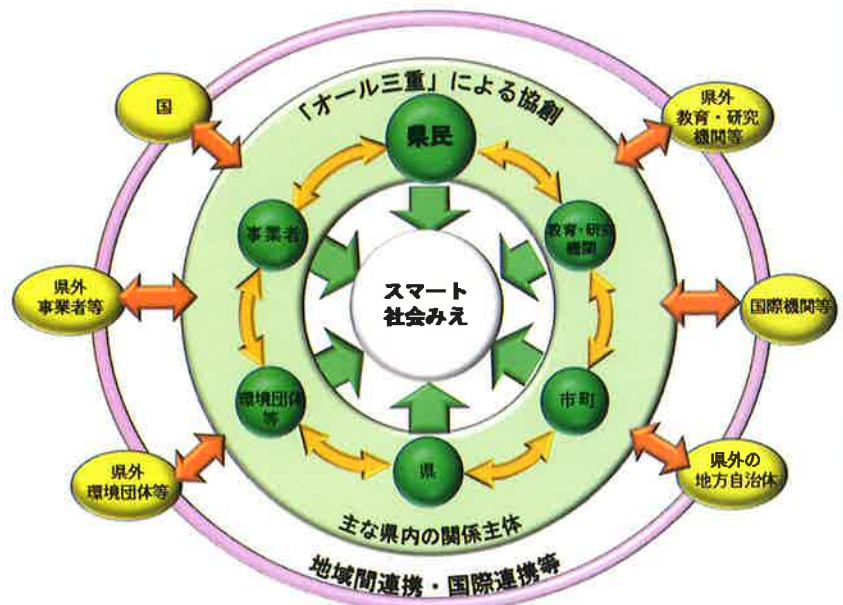 国
県外
教育・研究
機関等
「オール三重」による協創
県民
事業者
教育・研究
機関
県外
事業者等
スマート
社会みえ
国際機関等
環境団体
等
市町
県
県外
環境団体等
県外の
地方自治体
主な県内の関係主体
地域間連携・国際連携等